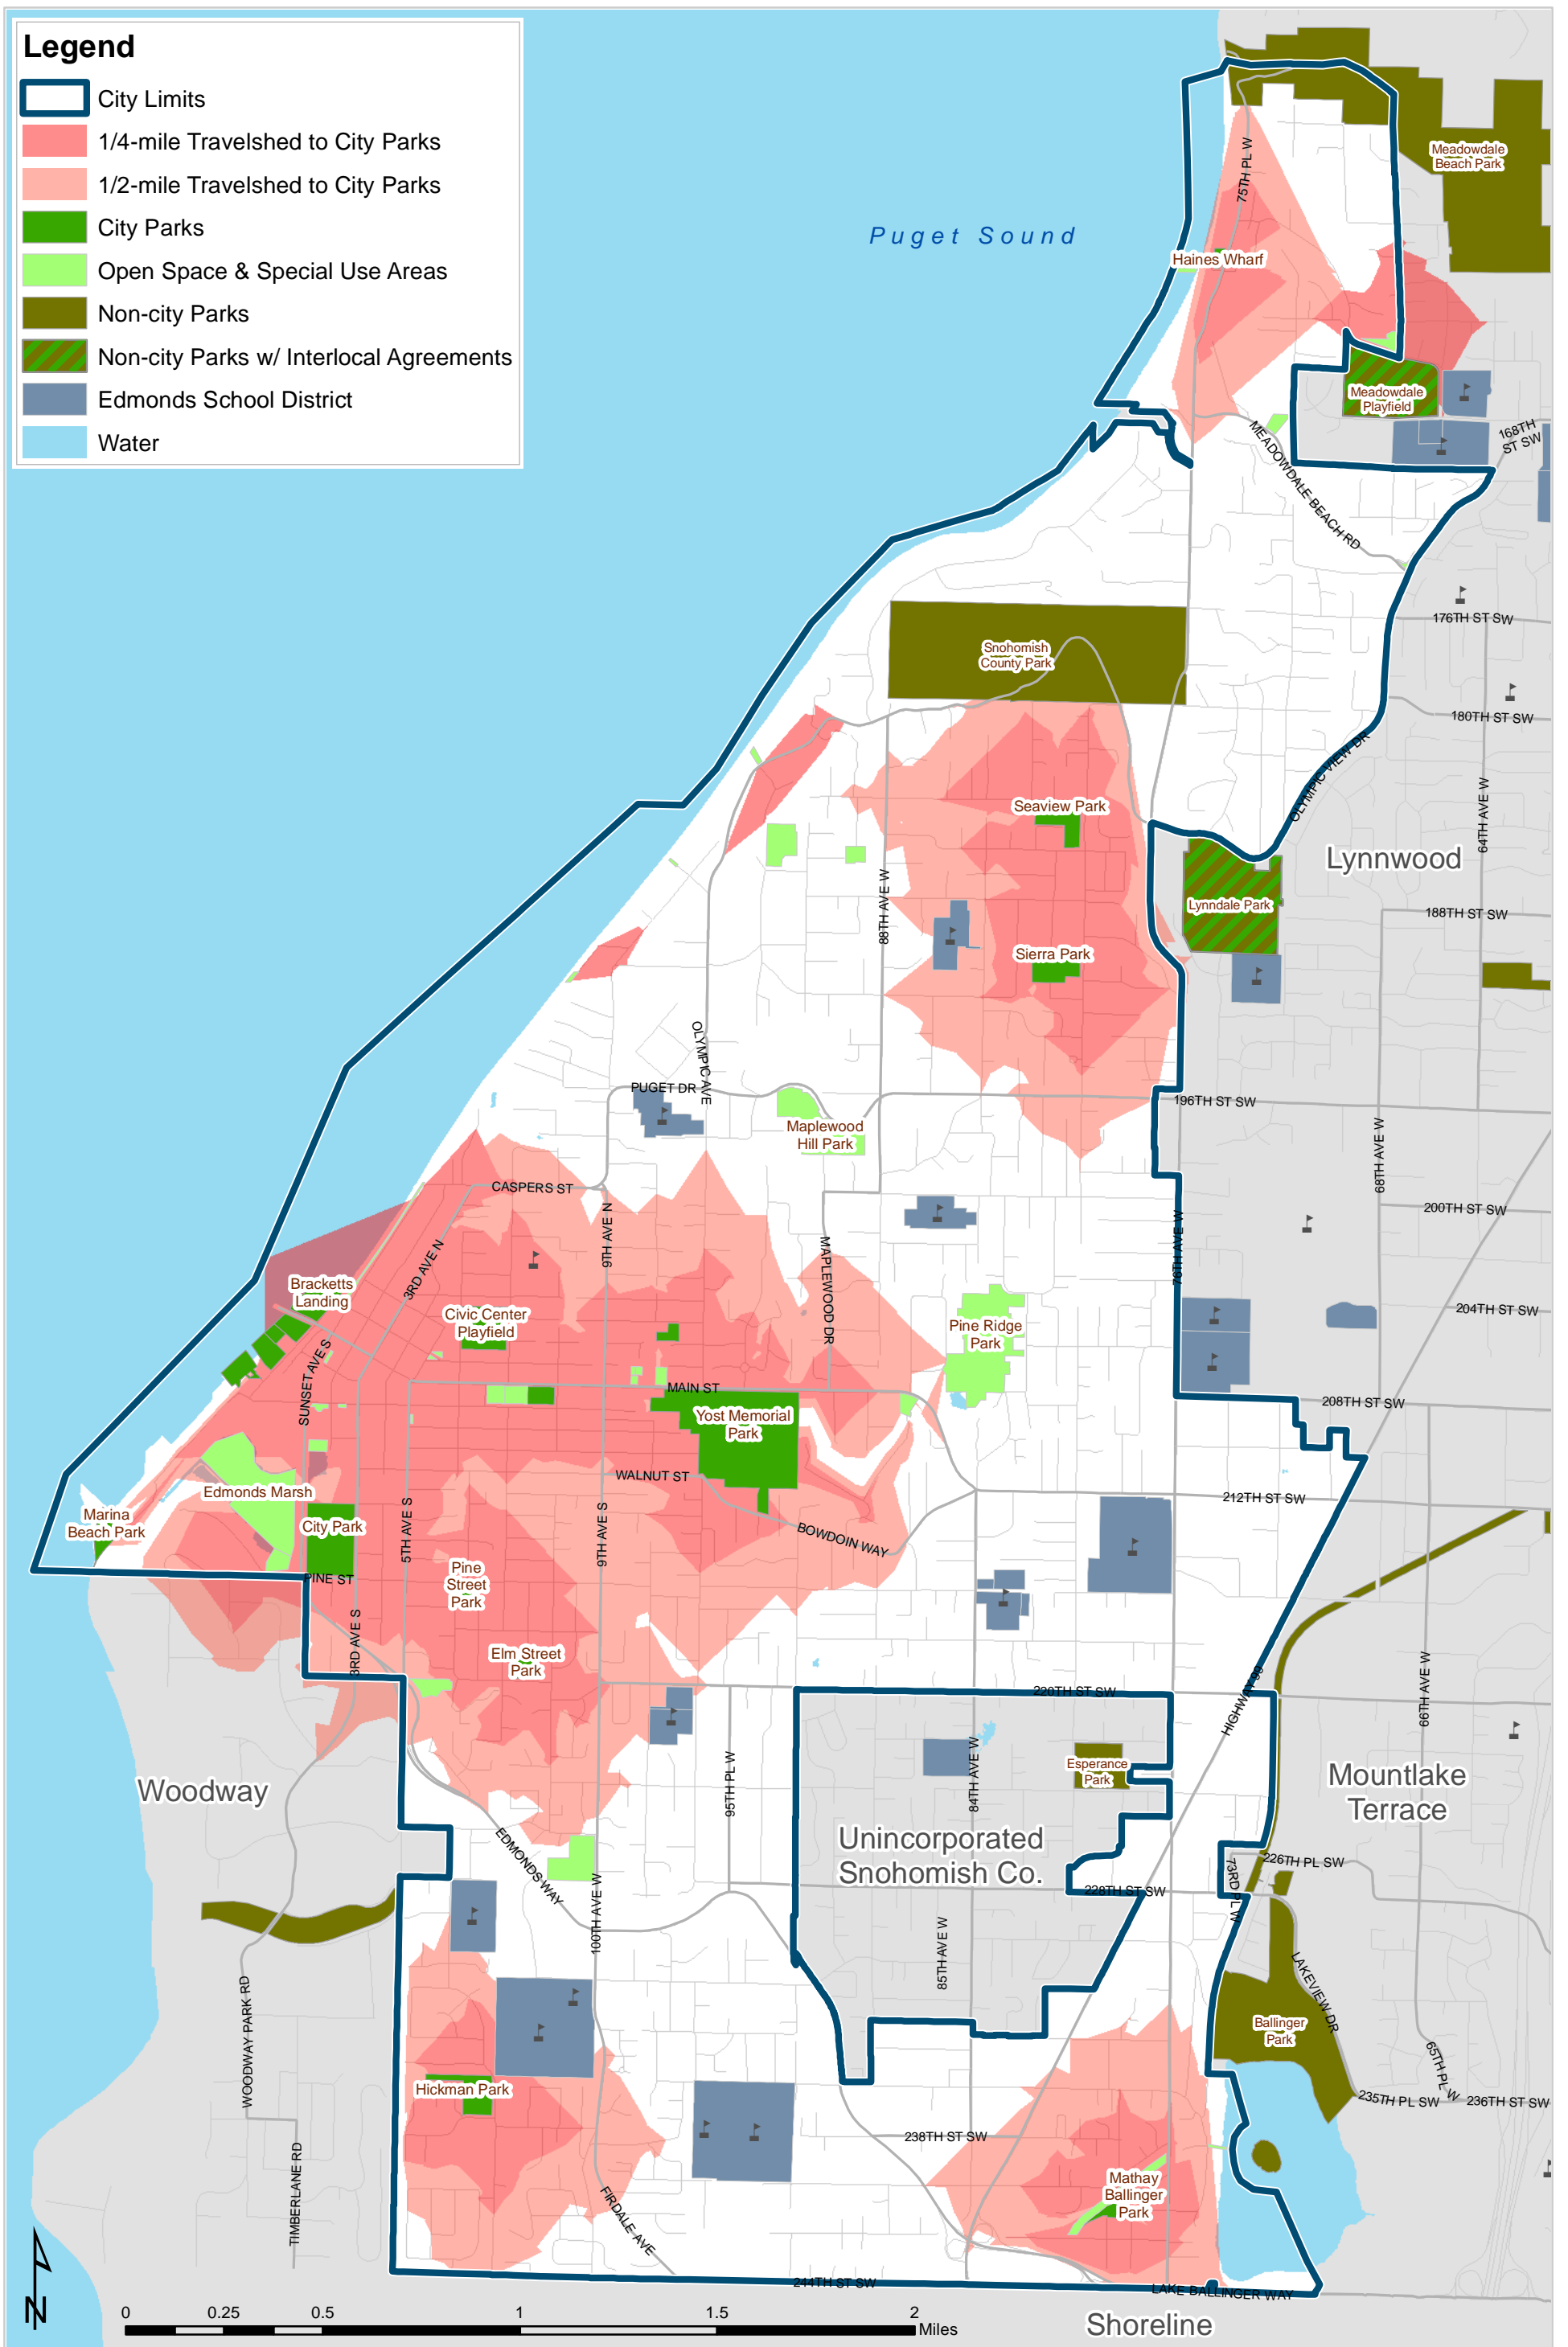 Legend
City Limits
1/4-mile Travelshed to City Parks
1/2-mile Travelshed to City Parks
City Parks
Open Space & Special Use Areas
Non-city Parks
Non-city Parks w/ Interlocal Agreements
Edmonds School District
Water
Puget Sound
75TH PL W
Meadowdale
Beach Park
Haines Wharf
Meadowdale
Playfield
168TH
ST SW
MEADOWDALE BEACH RD
176TH ST SW
Snohomish
County Park
180TH ST SW
OLYMPIC VIEW DR
64TH AVE W
Seaview Park
Lynnwood
88TH AVE W
Lynndale Park
188TH ST SW
Sierra Park
OLYMPIC AVE
PUGET DR
196TH ST SW
Maplewood
Hill Park
68TH AVE W
CASPERS ST
200TH ST SW
9TH AVE N
76TH AVE W
MAPLEWOOD DR
3RD AVE N
Bracketts
Landing
Civic Center
Playfield
204TH ST SW
Pine Ridge
Park
SUNSET AVE S
MAIN ST
208TH ST SW
Yost Memorial
Park
WALNUT ST
Edmonds Marsh
212TH ST SW
Marina
Beach Park
City Park
5TH AVE S
9TH AVE S
BOWDOIN WAY
PINE ST
Pine
Street
Park
3RD AVE S
Elm Street
Park
220TH ST SW
HIGHWAY 99
66TH AVE W
Woodway
95TH PL W
84TH AVE W
Esperance
Park
Mountlake
Terrace
Unincorporated
Snohomish Co.
EDMONDS WAY
226TH PL SW
73RD PL W
228TH ST SW
100TH AVE W
85TH AVE W
LAKEVIEW DR
WOODWAY PARK RD
Ballinger
Park
65TH PL W
Hickman Park
235TH PL SW
236TH ST SW
238TH ST SW
TIMBERLANE RD
Mathay
Ballinger
Park
FIRDALE AVE
244TH ST SW
LAKE BALLINGER WAY
Shoreline
N
0 0.25 0.5 1 1.5 2
Miles